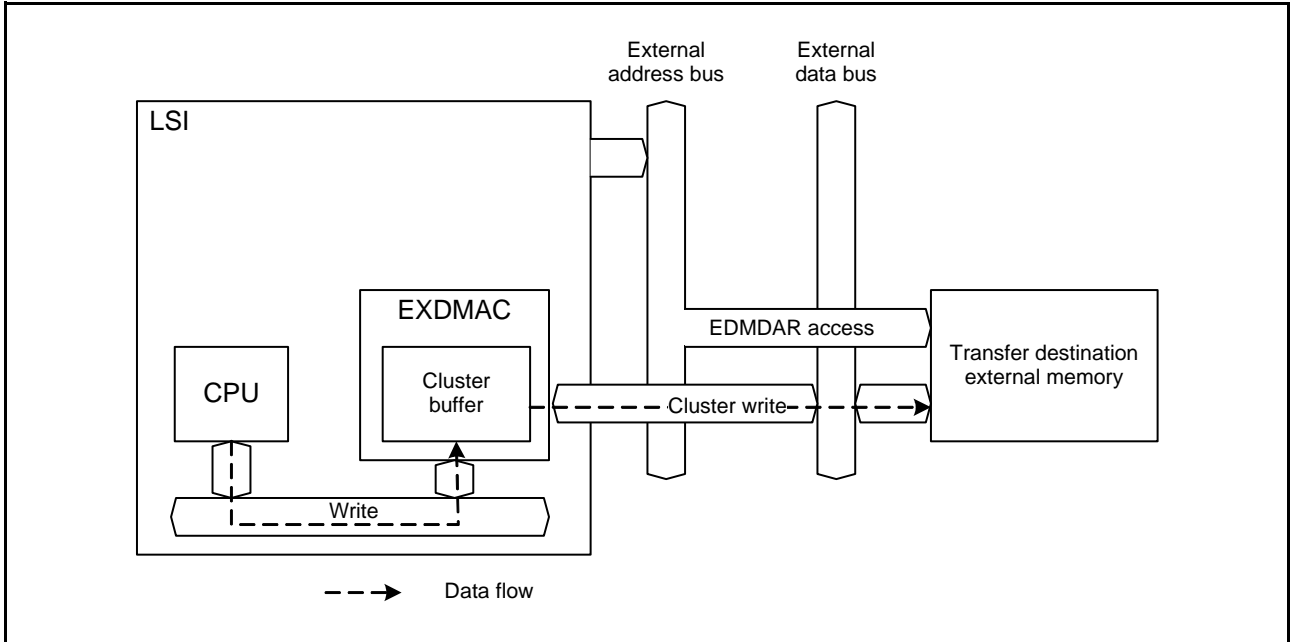 External
address bus
External
data bus
LSI
EXDMAC
EDMDAR access
Transfer destination
external memory
CPU
Cluster
buffer
Cluster write
Write
Data flow